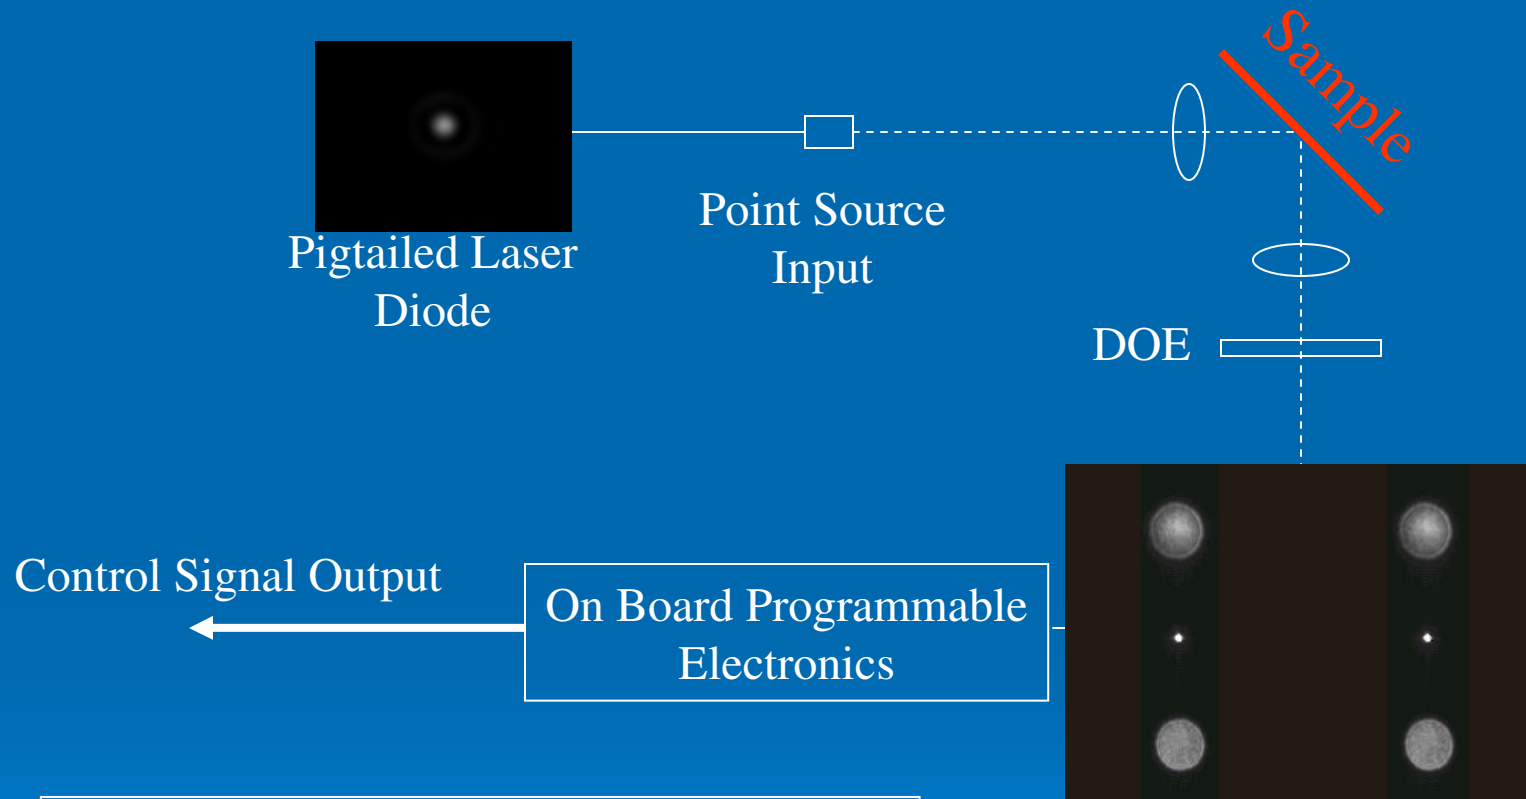 Sample
Pigtailed Laser
Diode
Point Source
Input
DOE
Control Signal Output
On Board Programmable
Electronics